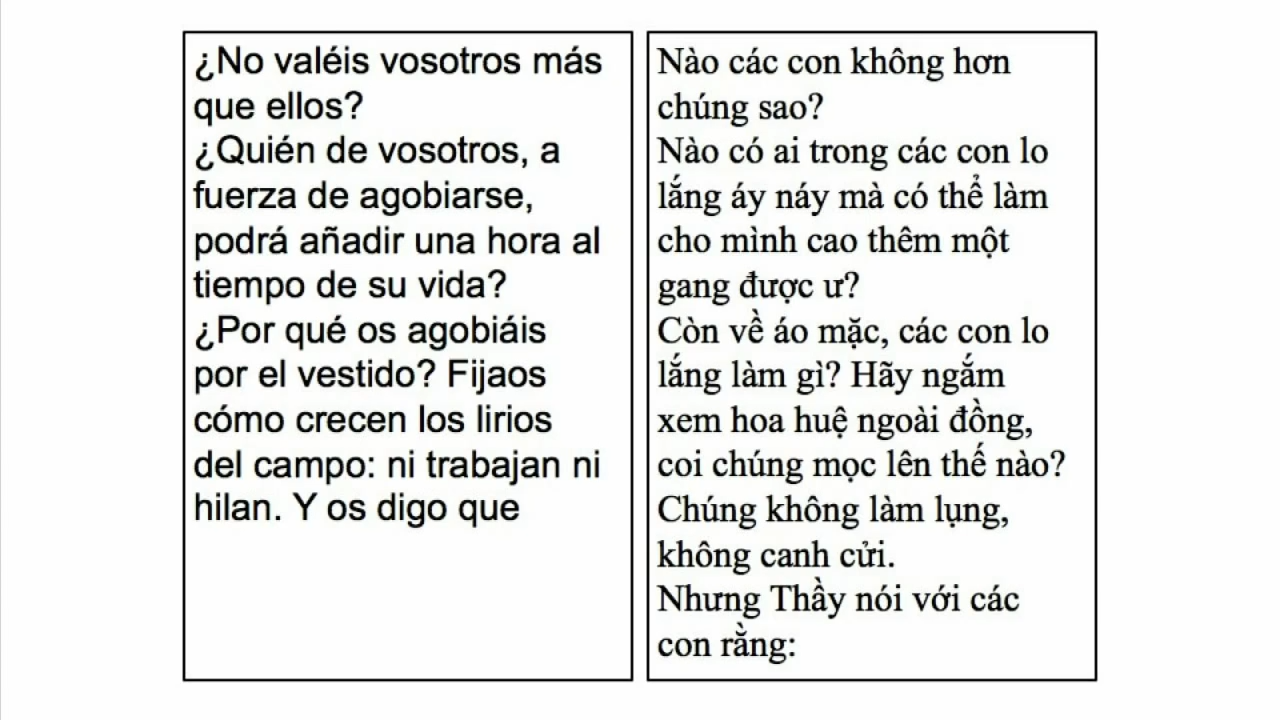 ¿No valéis vosotros más
que ellos?
¿Quién de vosotros, a
fuerza de agobiarse,
podrá añadir una hora al
tiempo de su vida?
¿Por qué os agobiáis
por el vestido? Fijaos
cómo crecen los lirios
del campo: ni trabajan ni
hilan. Y os digo que
Nào các con không hơn
chúng sao?
Nào có ai trong các con lo
lắng áy náy mà có thể làm
cho mình cao thêm một
gang được ư?
Còn về áo mặc, các con lo
lắng làm gì? Hãy ngắm
xem hoa huệ ngoài đồng,
coi chúng mọc lên thế nào?
Chúng không làm lụng,
không canh cửi.
Nhưng Thầy nói với các
con rằng: